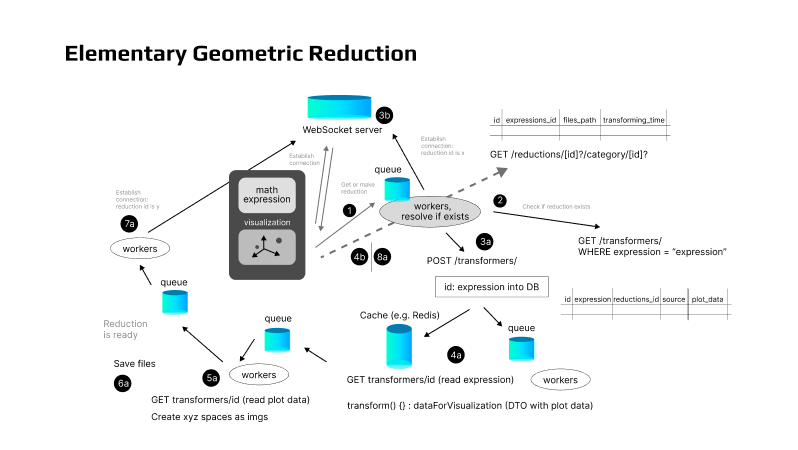 Elementary Geometric Reduction
3b
WebSocket server
id expressions_id files_path transforming_time
Establish
connection:
reduction id is x
Establish
connection
GET /reductions/[id]?/category/[id]?
queue
math
expression
Get or make
reduction
Establish
connection:
reduction id is y
1
workers,
resolve if exists
2
Check if reduction exists
7a
visualization
workers
3a
GET /transformers/
WHERE expression = “expression”
4b
8a
POST /transformers/
queue
id: expression into DB
id expression reductions_id source plot_data
Reduction
is ready
queue
Cache (e.g. Redis)
queue
4a
Save files
5a
workers
GET transformers/id (read expression)
workers
6a
GET transformers/id (read plot data)
transform() {} : dataForVisualization (DTO with plot data)
Create xyz spaces as imgs